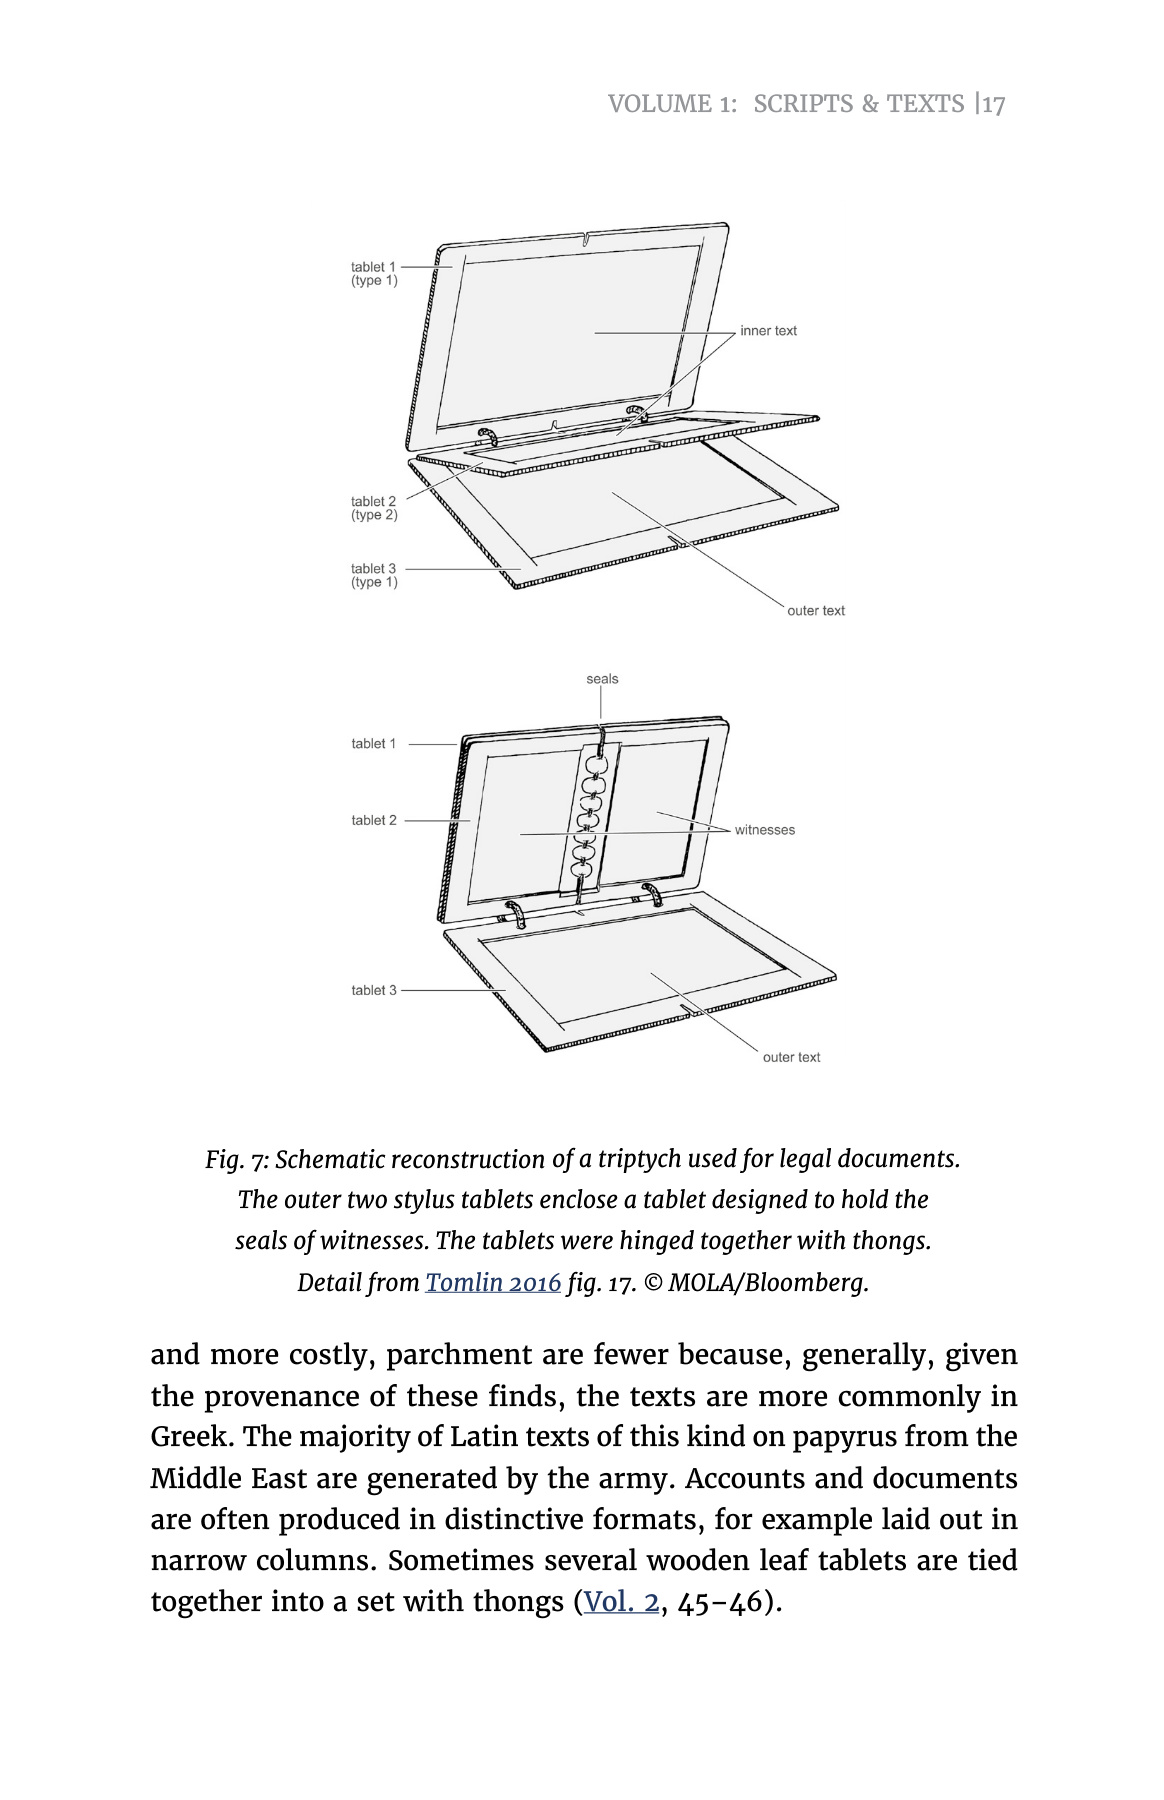 VOLUME 1: SCRIPTS & TEXTS |17
tablet 1
(type 1)
inner text
tablet 2
(type 2)
tablet 3
(type 1)
outer text
seals
tablet 1
tablet 2
witnesses
tablet 3
outer text
Fig. 7: Schematic reconstruction of a triptych used for legal documents.
The outer two stylus tablets enclose a tablet designed to hold the
seals of witnesses. The tablets were hinged together with thongs.
Detail from Tomlin 2016 fig. 17. © MOLA/Bloomberg.
and more costly, parchment are fewer because, generally, given
the provenance of these finds, the texts are more commonly in
Greek. The majority of Latin texts of this kind on papyrus from the
Middle East are generated by the army. Accounts and documents
are often produced in distinctive formats, for example laid out in
narrow columns. Sometimes several wooden leaf tablets are tied
together into a set with thongs (Vol. 2, 45–46).